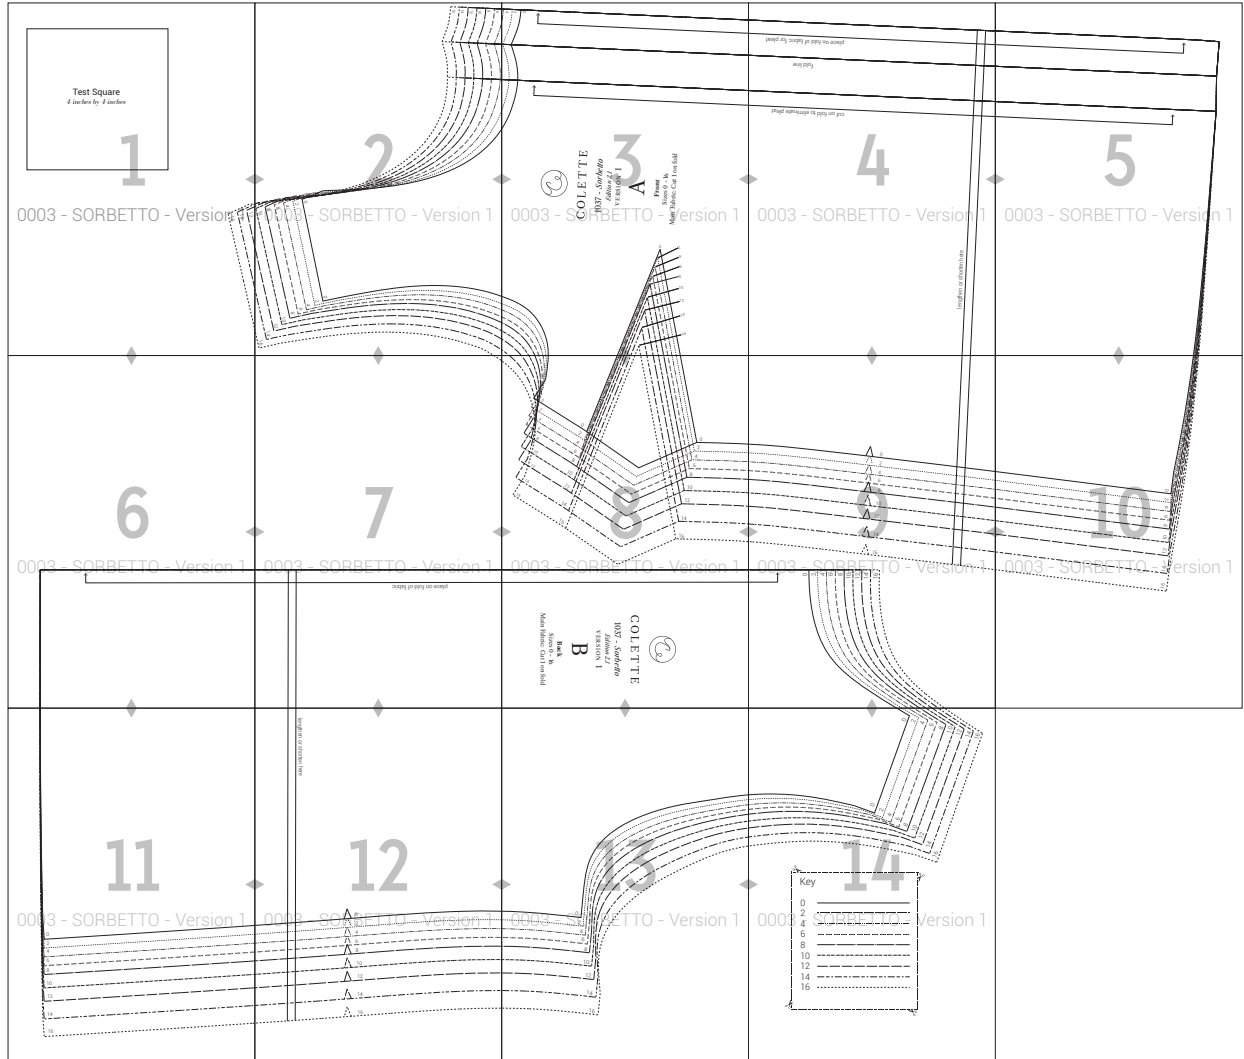 Test Square
4 inches by 4 inches
1
2
3
4
5
0003 - SORBETTO - Version 1
0003 - SORBETTO - Version 1
0003 - SORBETTO - Version 1
0003 - SORBETTO - Version 1
0003 - SORBETTO - Version 1
place on fold of fabric for pleat
fold line
cut on fold to eliminate pleat
COLETTE
1037 - Sorbetto
Edition 2.1
VERSION 1
A
Front
Sizes 0 - 16
Main Fabric: Cut 1 on fold
lengthen or shorten here
6
7
8
9
10
0003 - SORBETTO - Version 1
0003 - SORBETTO - Version 1
0003 - SORBETTO - Version 1
0003 - SORBETTO - Version 1
0003 - SORBETTO - Version 1
place on fold of fabric
COLETTE
1037 - Sorbetto
Edition 2.1
VERSION 1
B
Back
Sizes 0 - 16
Main Fabric: Cut 1 on fold
lengthen or shorten here
11
12
13
14
0003 - SORBETTO - Version 1
0003 - SORBETTO - Version 1
0003 - SORBETTO - Version 1
0003 - SORBETTO - Version 1
Key
0
2
4
6
8
10
12
14
16